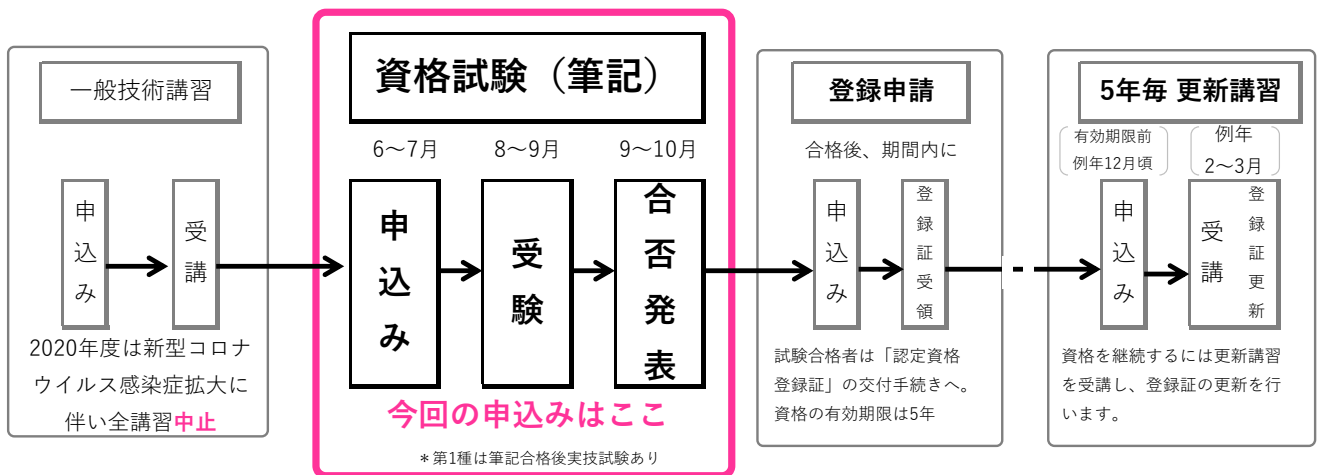 一般技術講習
申込み
受講
2020年度は新型コロナ
ウイルス感染症拡大に
伴い全講習中止
資格試験（筆記）
6〜7月
8〜9月
9〜10月
申込み
受験
合否発表
今回の申込みはここ
＊第1種は筆記合格後実技試験あり
登録申請
合格後、期間内に
申込み
登録証受領
試験合格者は「認定資格
登録証」の交付手続きへ。
資格の有効期限は5年
5年毎 更新講習
有効期限前
例年12月頃
例年
2〜3月
申込み
受講
登録証更新
資格を継続するには更新講習
を受講し、登録証の更新を行
います。